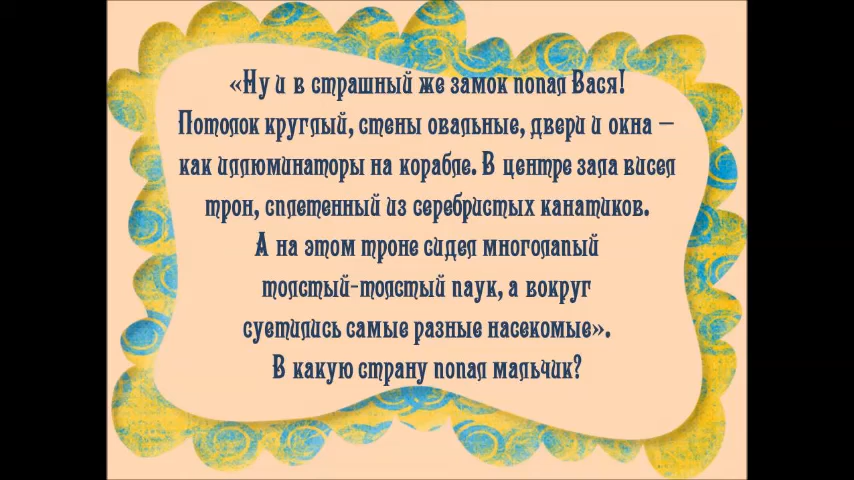 «Ну и в страшный же замок попал Вася!
Потолок круглый, стены овальные, двери и окна –
как иллюминаторы на корабле. В центре зала висел
трон, сплетенный из серебристых канатиков.
А на этом троне сидел многолапый
толстый-толстый паук, а вокруг
суетились самые разные насекомые».
В какую страну попал мальчик?